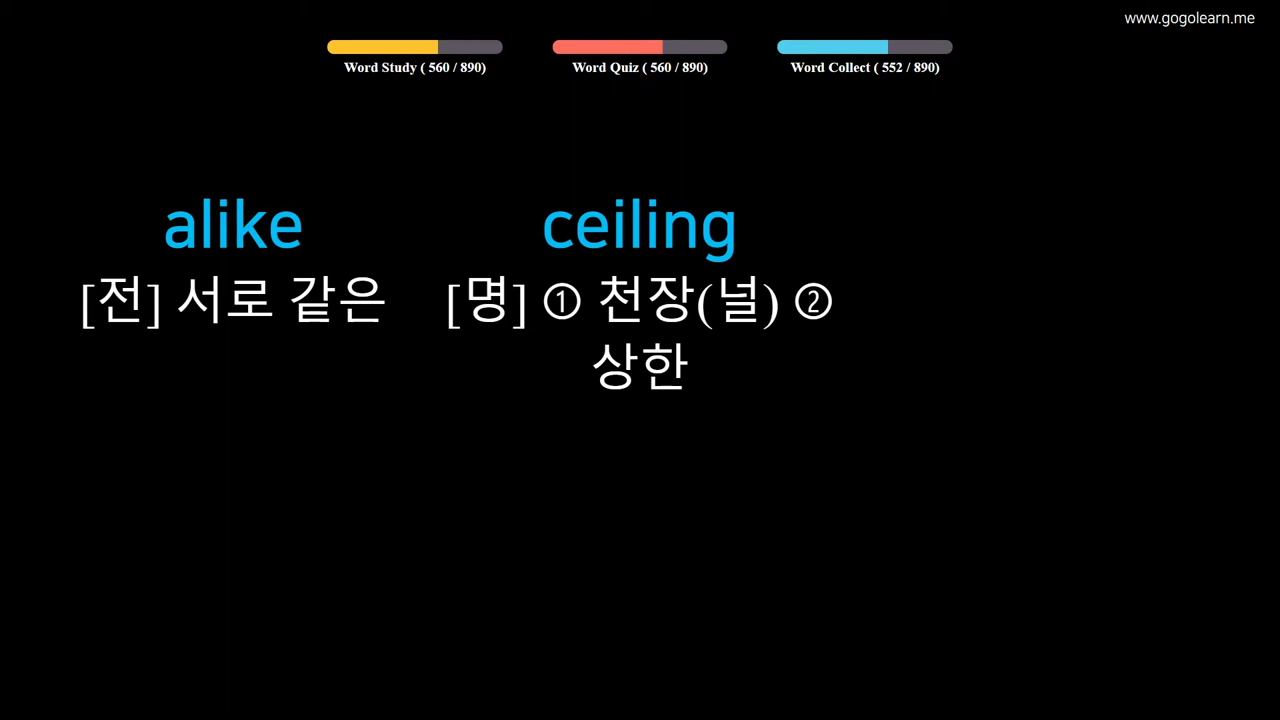 www.gogolearn.me
Word Study ( 560 / 890)
Word Quiz ( 560 / 890)
Word Collect ( 552 / 890)
alike
[전] 서로 같은
ceiling
[명] ① 천장(널) ②
상한